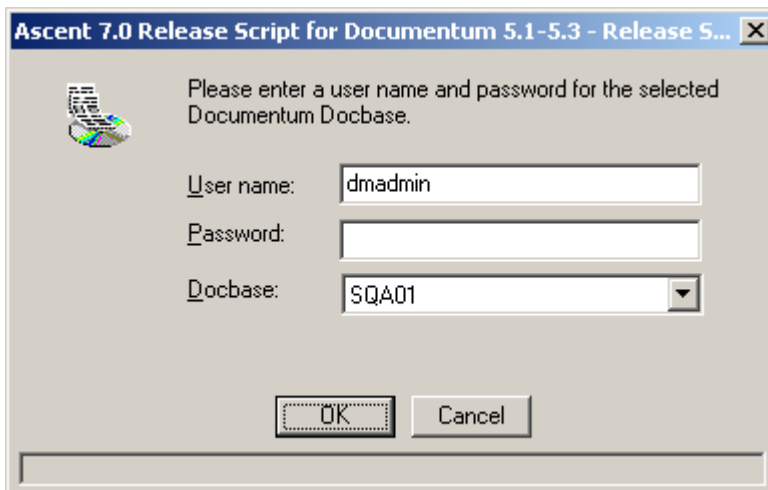 Ascent 7.0 Release Script for Documentum 5.1-5.3 - Release S...
Please enter a user name and password for the selected
Documentum Docbase.
User name:
dmadmin
Password:
Docbase:
SQA01
OK
Cancel